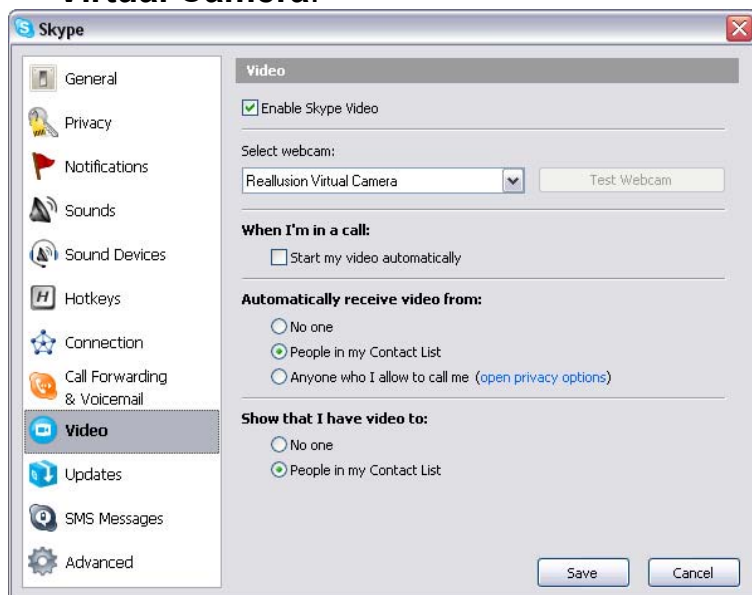 Virtual Camera.
Skype
General
Privacy
Notifications
Sounds
Sound Devices
Hotkeys
Connection
Call Forwarding
& Voicemail
Video
Updates
SMS Messages
Advanced
Video
Enable Skype Video
Select webcam:
Reallusion Virtual Camera
Test Webcam
When I'm in a call:
Start my video automatically
Automatically receive video from:
No one
People in my Contact List
Anyone who I allow to call me (open privacy options)
Show that I have video to:
No one
People in my Contact List
Save Cancel